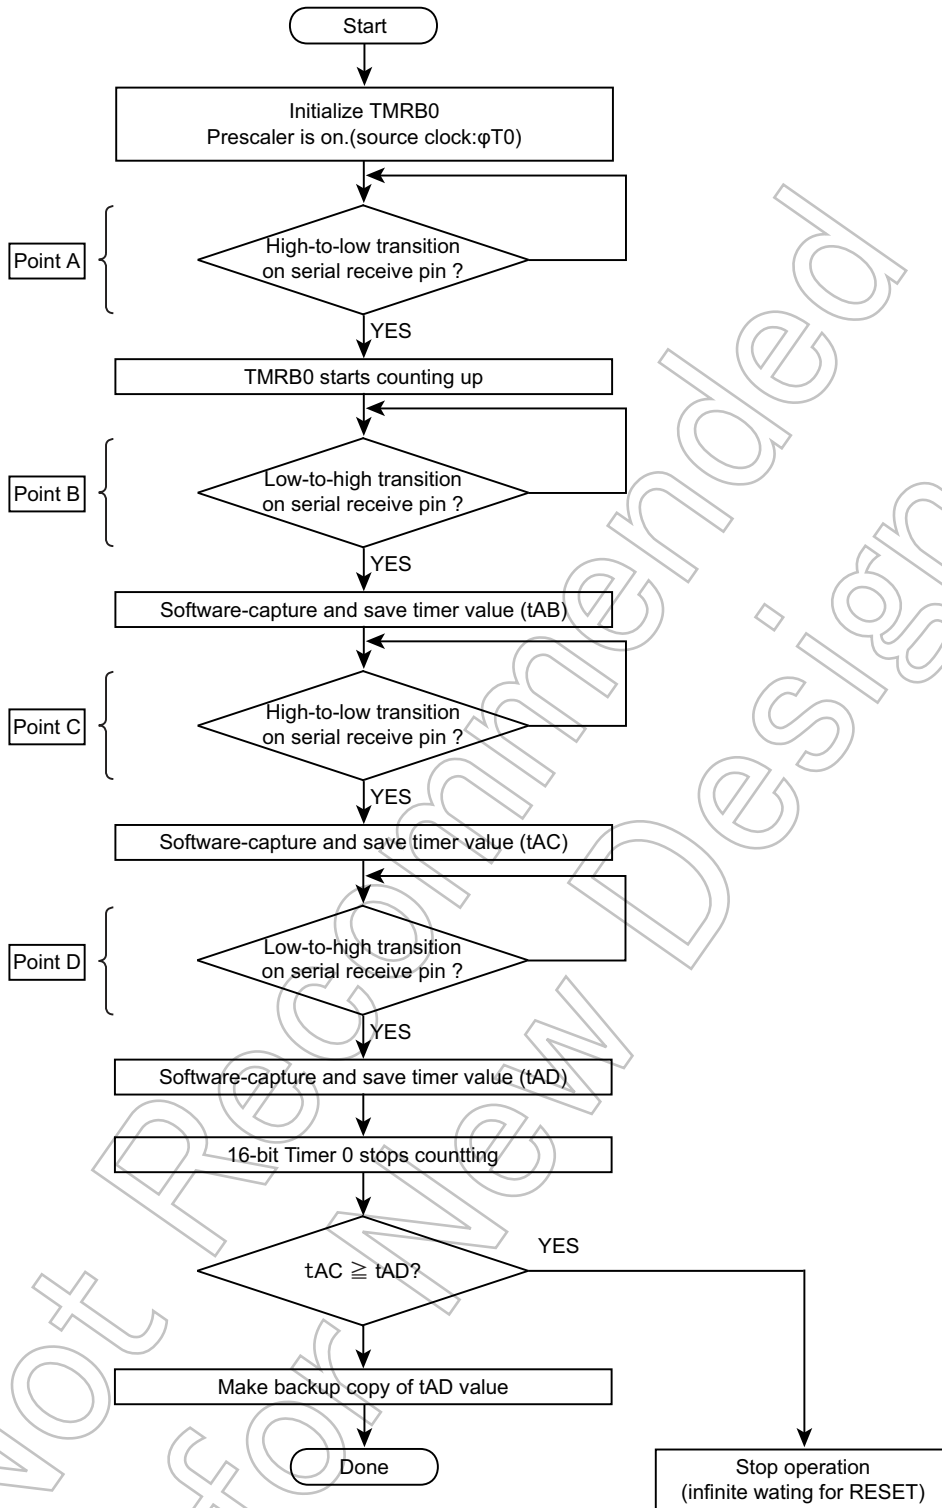 Start
Initialize TMRB0
Prescaler is on.(source clock:φT0)
Point A
High-to-low transition
on serial receive pin ?
YES
TMRB0 starts counting up
Point B
Low-to-high transition
on serial receive pin ?
YES
Software-capture and save timer value (tAB)
Point C
High-to-low transition
on serial receive pin ?
YES
Software-capture and save timer value (tAC)
Point D
Low-to-high transition
on serial receive pin ?
YES
Software-capture and save timer value (tAD)
16-bit Timer 0 stops countting
YES
tAC ≧ tAD?
Make backup copy of tAD value
Done
Stop operation
(infinite wating for RESET)
Not Recommended
for New Design